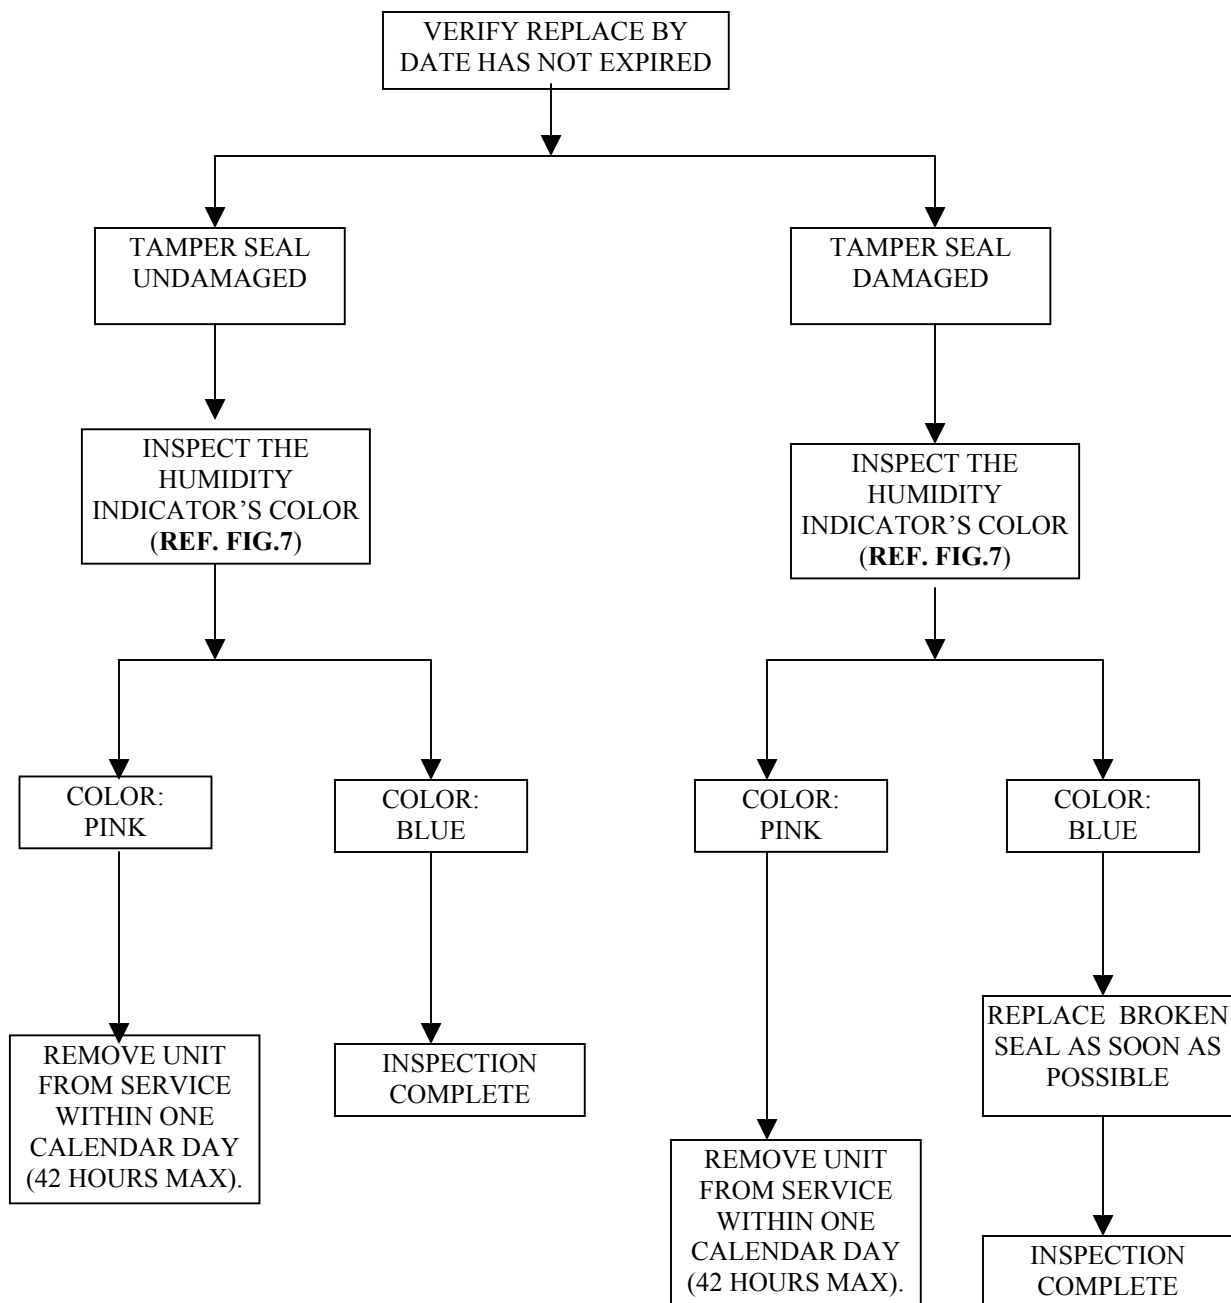 VERIFY REPLACE BY
DATE HAS NOT EXPIRED
TAMPER SEAL
UNDAMAGED
TAMPER SEAL
DAMAGED
INSPECT THE
HUMIDITY
INDICATOR’S COLOR
(REF. FIG.7)
INSPECT THE
HUMIDITY
INDICATOR’S COLOR
(REF. FIG.7)
COLOR:
PINK
COLOR:
BLUE
COLOR:
PINK
COLOR:
BLUE
REMOVE UNIT
FROM SERVICE
WITHIN ONE
CALENDAR DAY
(42 HOURS MAX).
INSPECTION
COMPLETE
REMOVE UNIT
FROM SERVICE
WITHIN ONE
CALENDAR DAY
(42 HOURS MAX).
REPLACE BROKEN
SEAL AS SOON AS
POSSIBLE
INSPECTION
COMPLETE